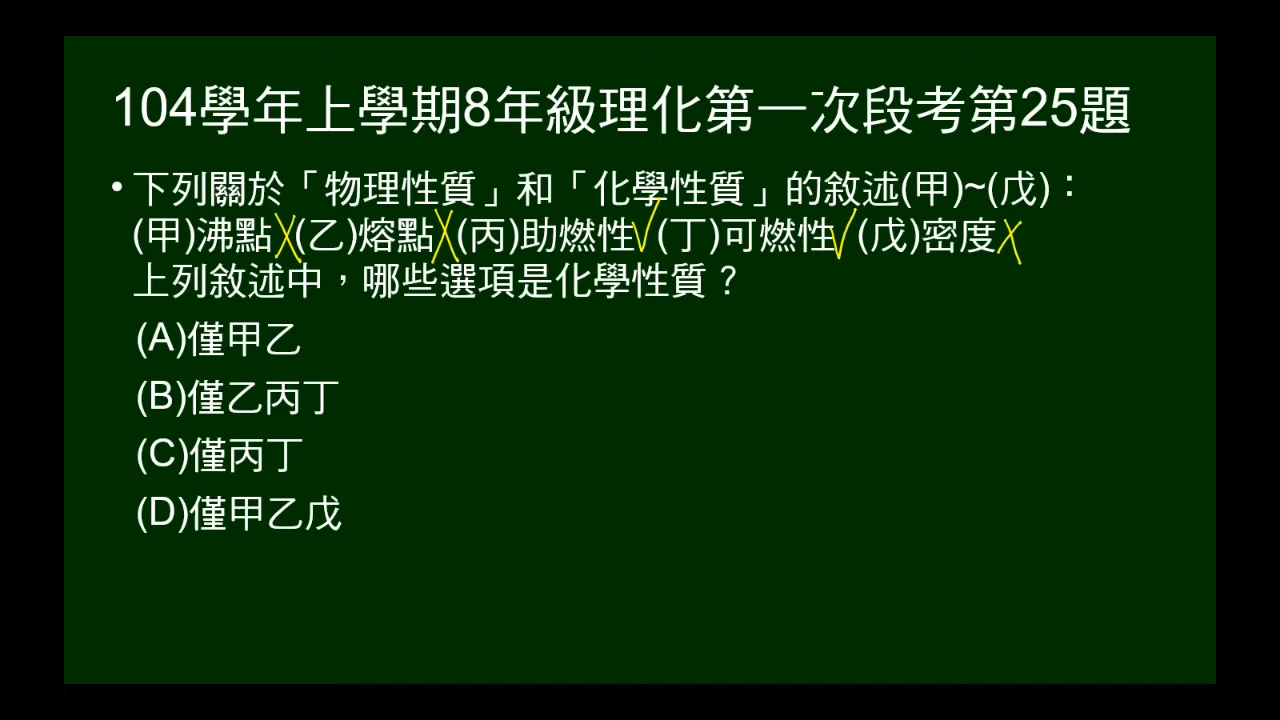 104學年上學期8年級理化第一次段考第25題
• 下列關於「物理性質」和「化學性質」的敘述(甲)~(戊)：
(甲)沸點╳(乙)熔點╳(丙)助燃性√(丁)可燃性√(戊)密度╳
上列敘述中，哪些選項是化學性質？
(A)僅甲乙
(B)僅乙丙丁
(C)僅丙丁
(D)僅甲乙戊